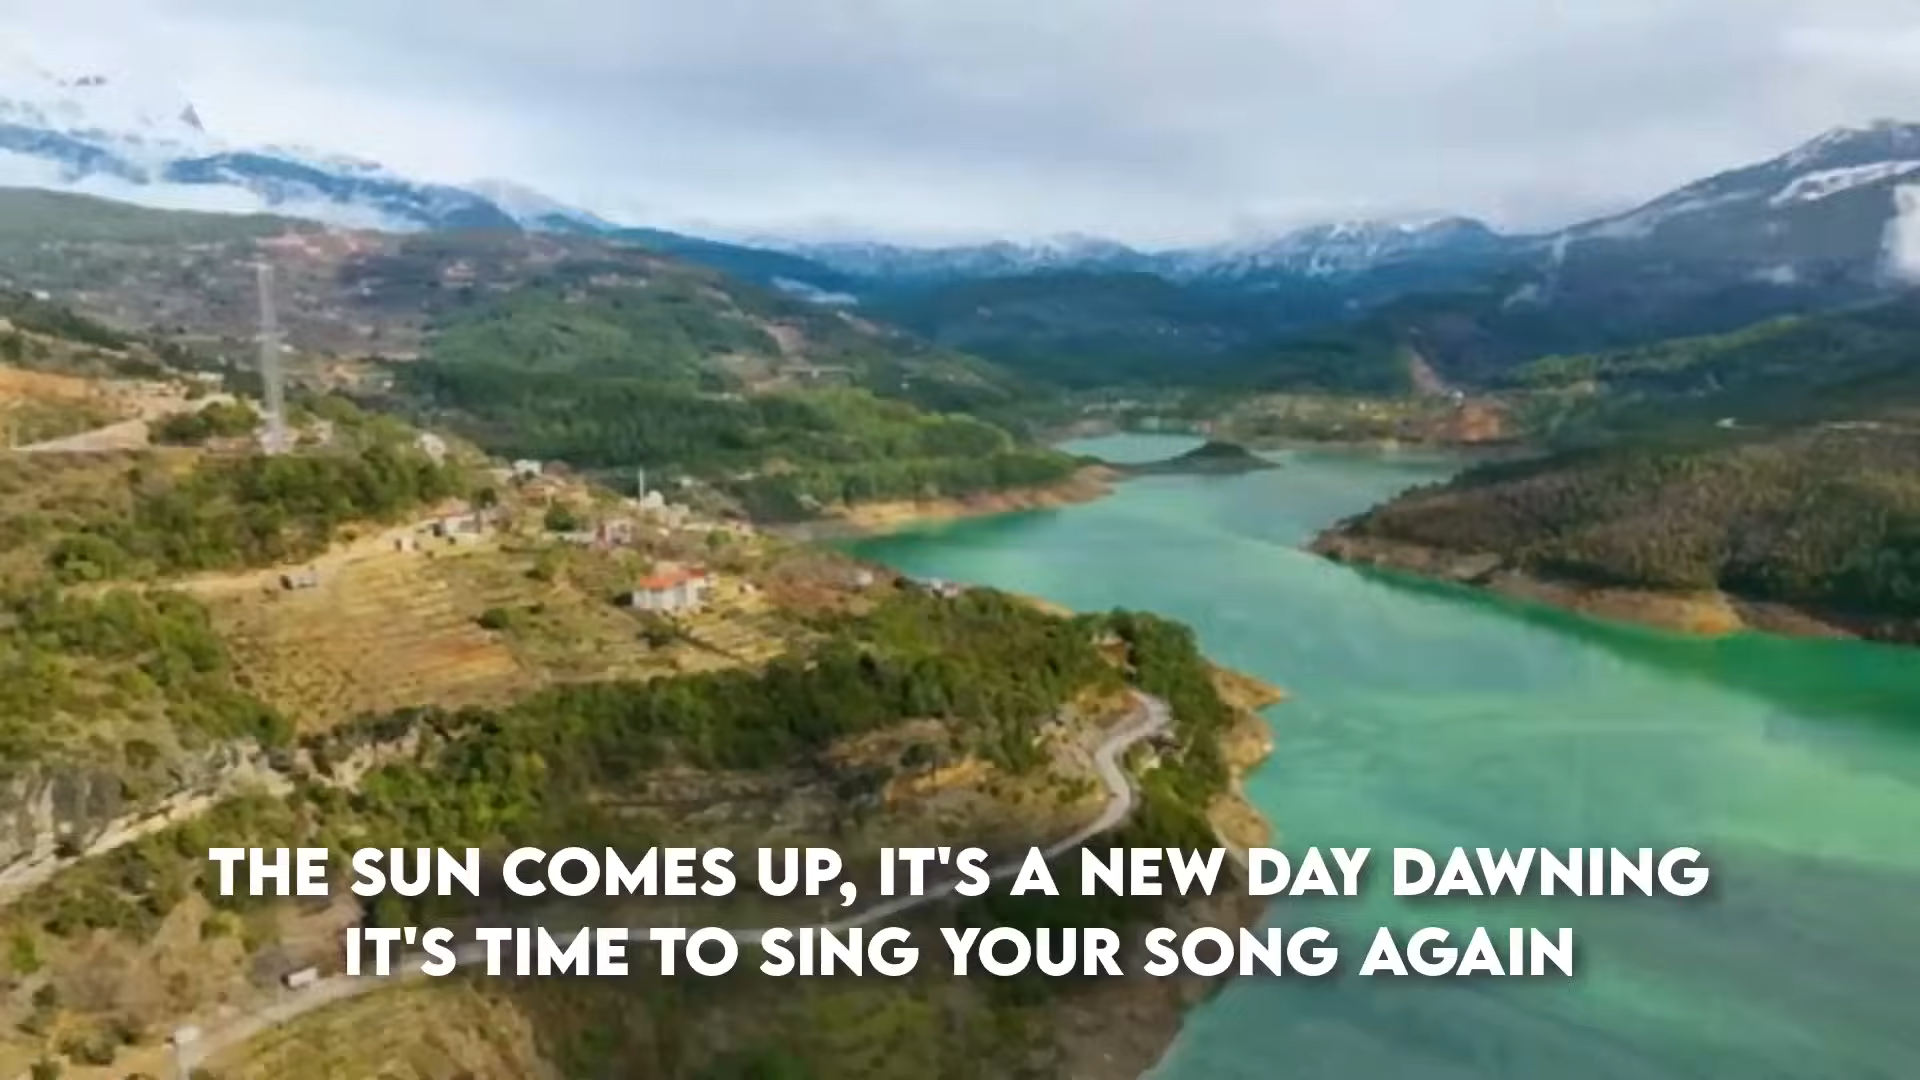 THE SUN COMES UP, IT'S A NEW DAY DAWNING
IT'S TIME TO SING YOUR SONG AGAIN